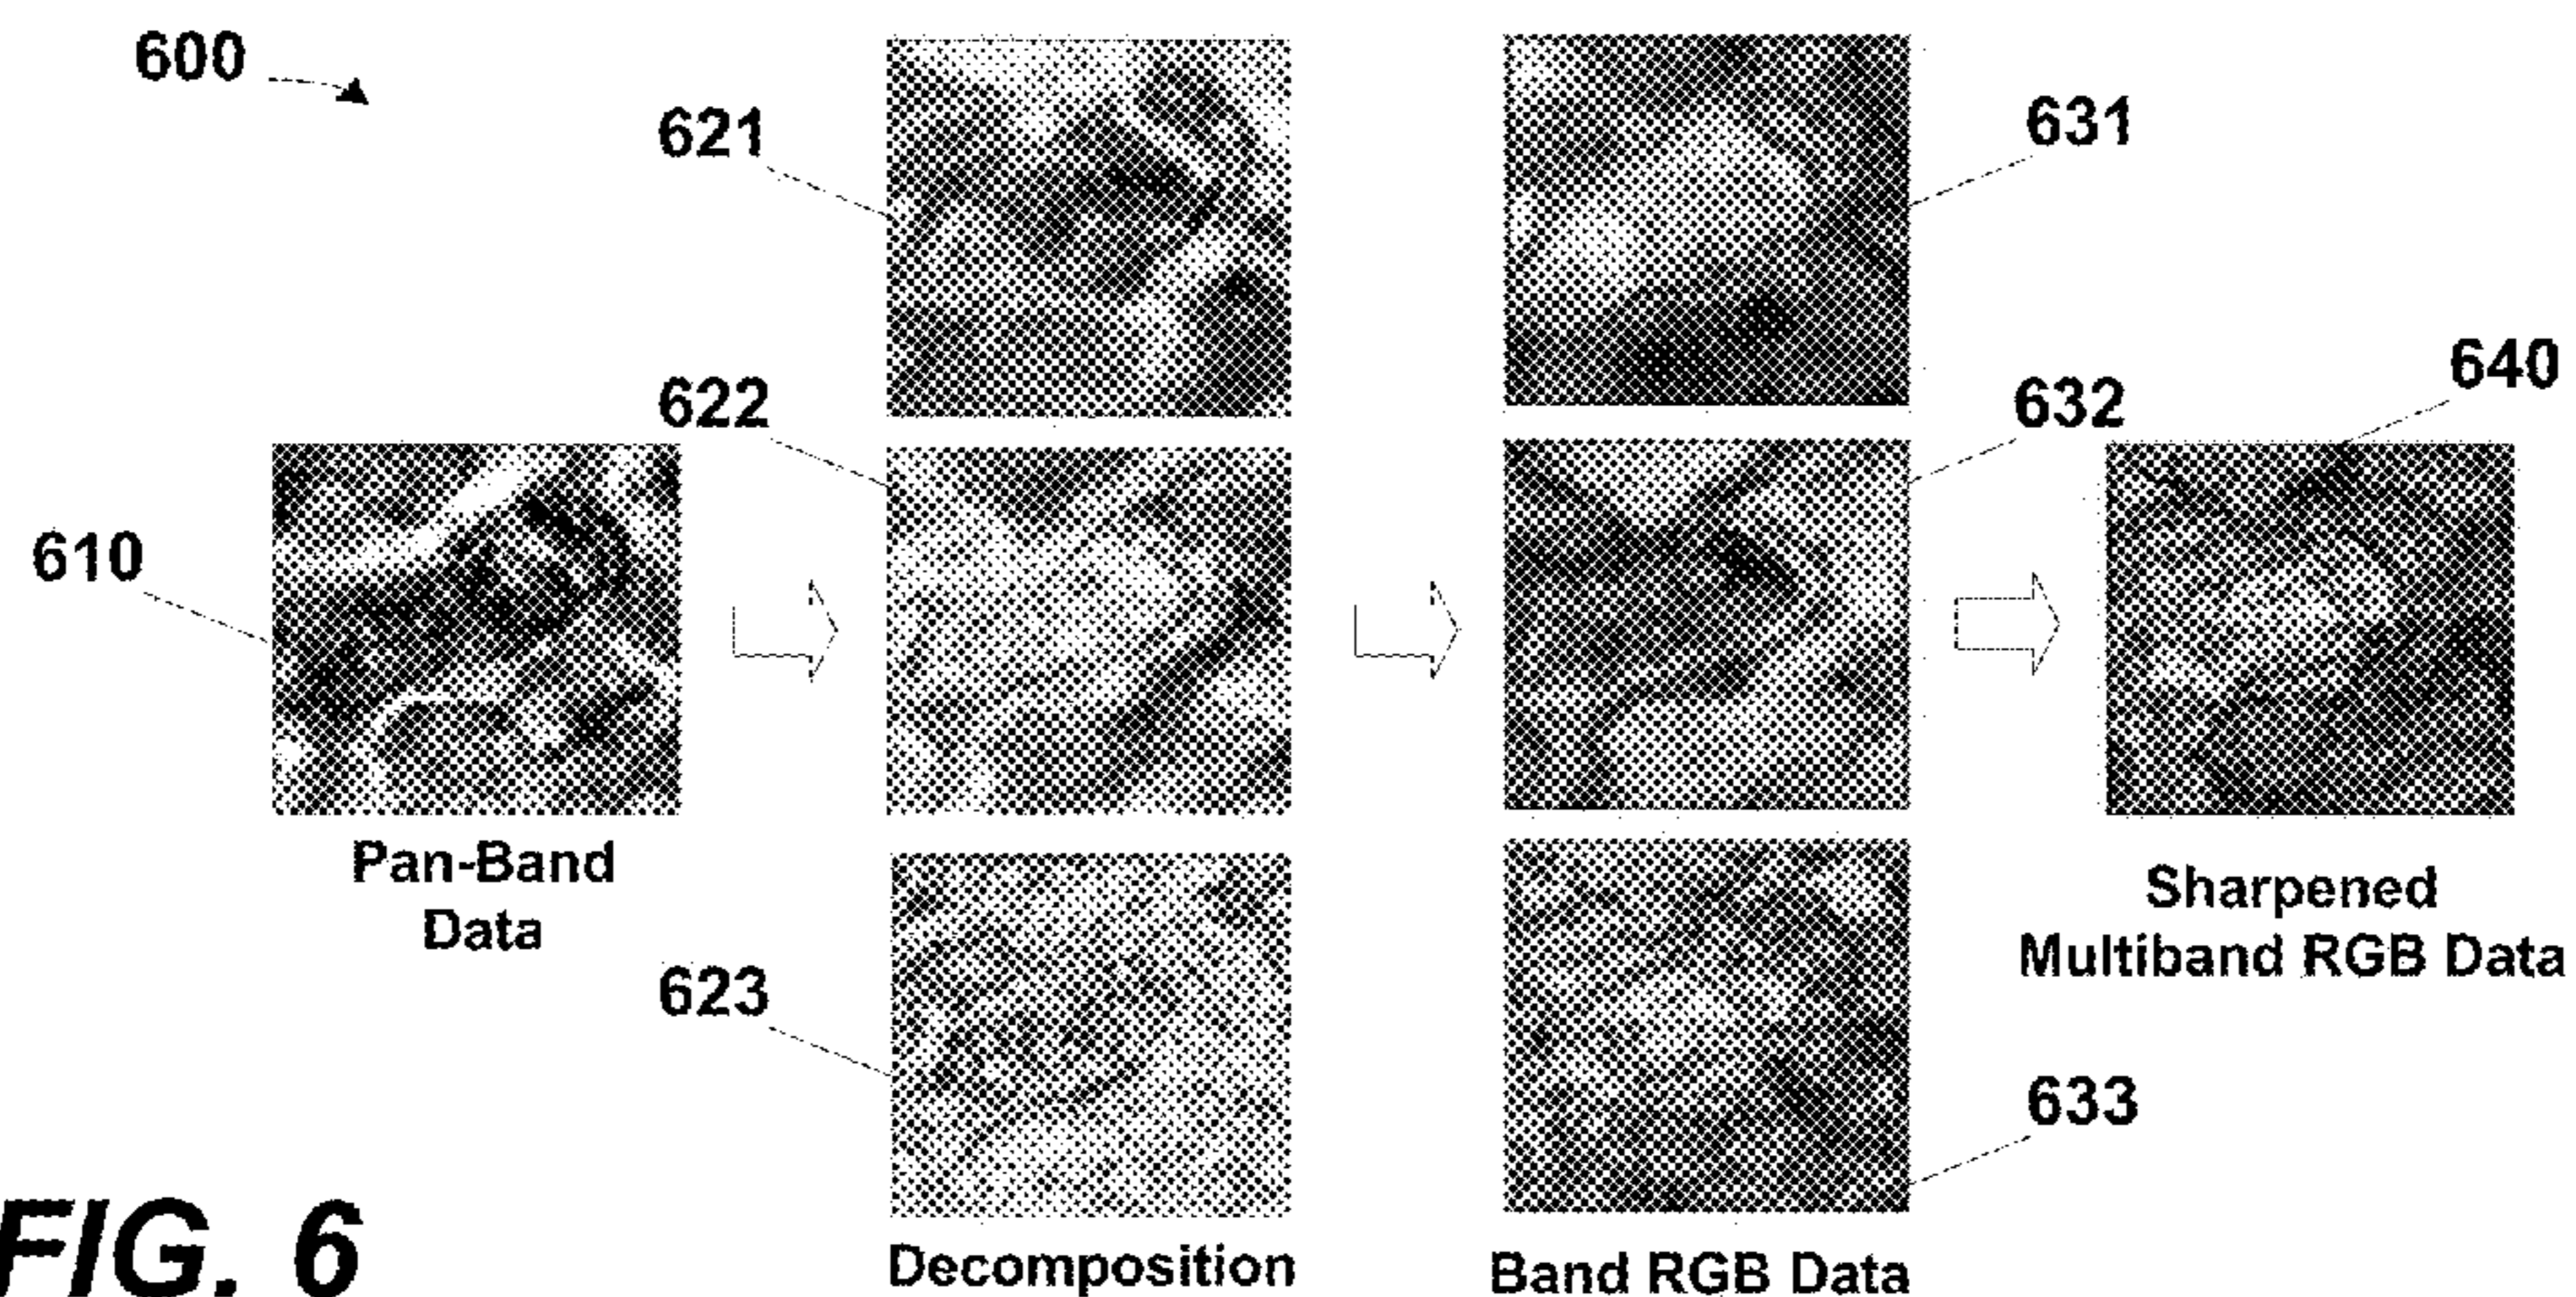 600
621
631
622
632
640
610
Pan-Band
Data
Sharpened
Multiband RGB Data
623
633
FIG. 6
Decomposition
Band RGB Data